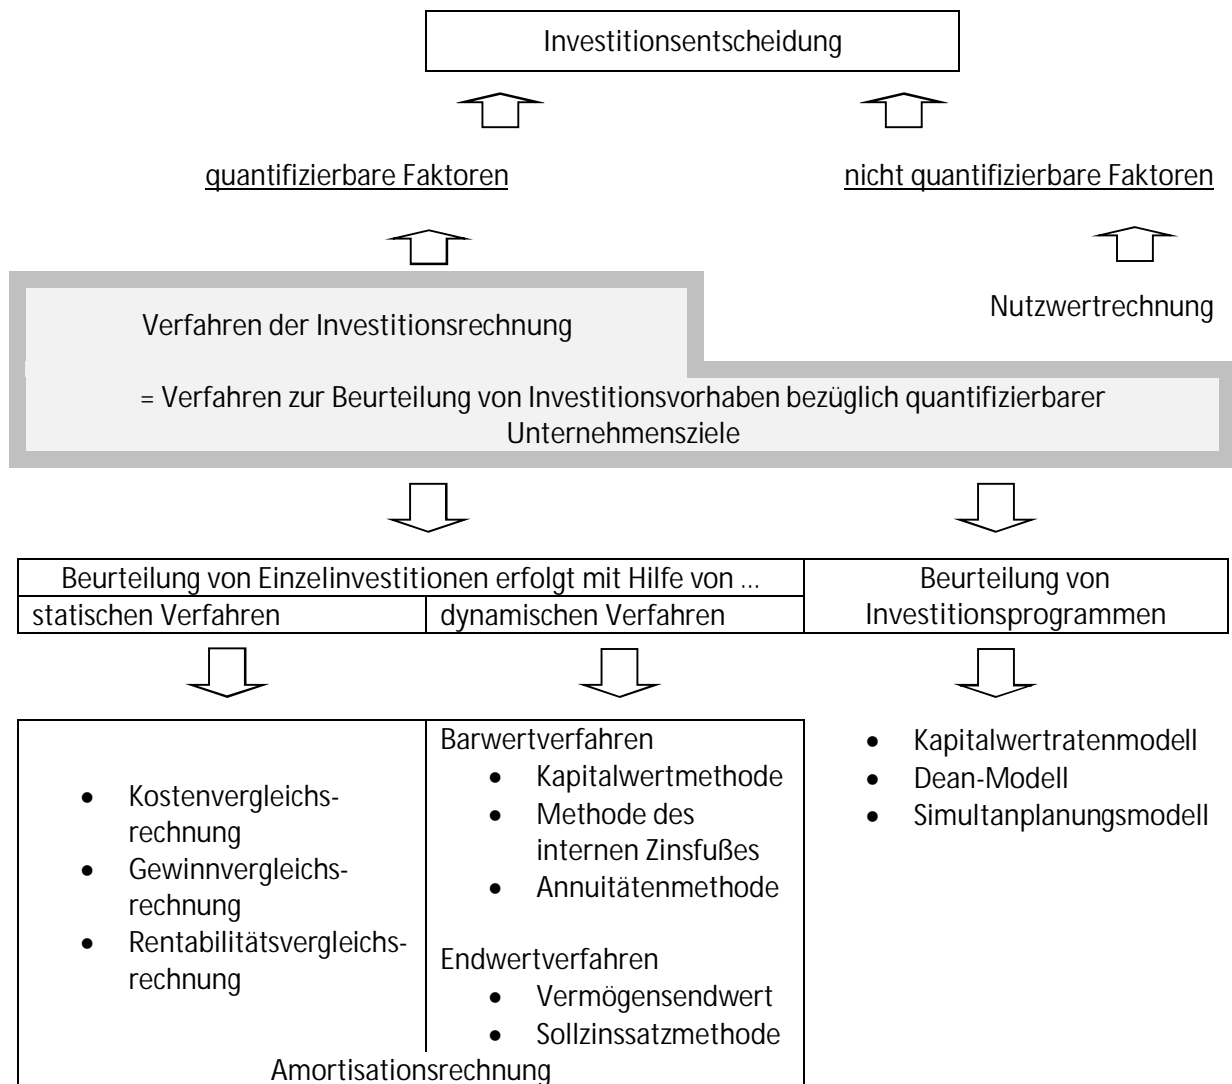 Investitionsentscheidung
quantifizierbare Faktoren
nicht quantifizierbare Faktoren
Nutzwertrechnung
Verfahren der Investitionsrechnung
= Verfahren zur Beurteilung von Investitionsvorhaben bezüglich quantifizierbarer
Unternehmensziele
Beurteilung von Einzelinvestitionen erfolgt mit Hilfe von ...
statischen Verfahren
dynamischen Verfahren
Beurteilung von
Investitionsprogrammen
• Kostenvergleichs-
rechnung
• Gewinnvergleichs-
rechnung
• Rentabilitätsvergleichs-
rechnung
Barwertverfahren
• Kapitalwertmethode
• Methode des
internen Zinsfußes
• Annuitätenmethode
Endwertverfahren
• Vermögensendwert
• Sollzinssatzmethode
Amortisationsrechnung
• Kapitalwertratenmodell
• Dean-Modell
• Simultanplanungsmodell